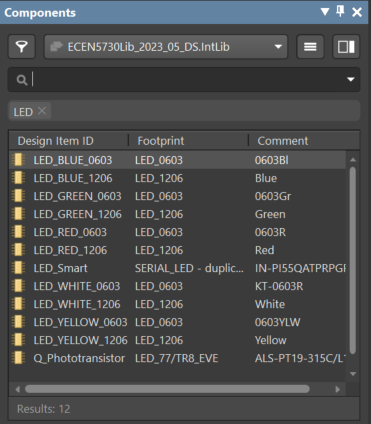 Components
ECEN5730Lib_2023_05_DS.IntLib
LED
Design Item ID Footprint Comment
LED_BLUE_0603 LED_0603 0603Bl
LED_BLUE_1206 LED_1206 Blue
LED_GREEN_0603 LED_0603 0603Gr
LED_GREEN_1206 LED_1206 Green
LED_RED_0603 LED_0603 0603R
LED_RED_1206 LED_1206 Red
LED_Smart SERIAL_LED - duplic... IN-PI55QATPRPG
LED_WHITE_0603 LED_0603 KT-0603R
LED_WHITE_1206 LED_1206 White
LED_YELLOW_0603 LED_0603 0603YLW
LED_YELLOW_1206 LED_1206 Yellow
Q_Phototransistor LED_77/TR8_EVE ALS-PT19-315C/L1
Results: 12